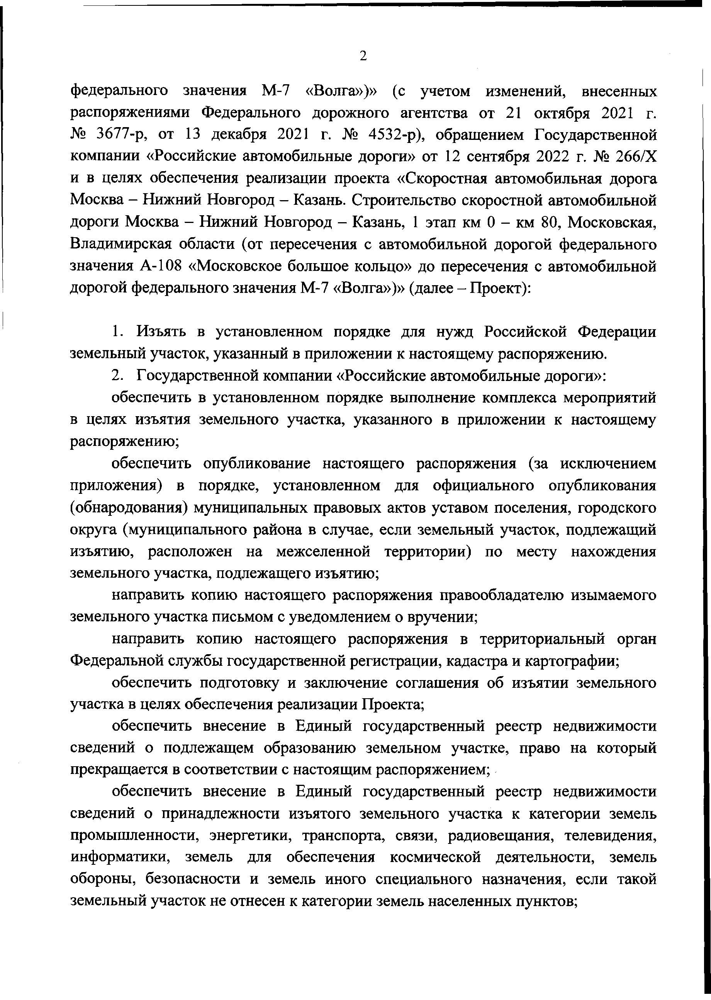 2
федерального значения М-7 «Волга»)» (с учетом изменений, внесенных
распоряжениями Федерального дорожного агентства от 21 октября 2021 г.
№ 3677-р, от 13 декабря 2021 г. № 4532-р), обращением Государственной
компании «Российские автомобильные дороги» от 12 сентября 2022 г. № 266/Х
и в целях обеспечения реализации проекта «Скоростная автомобильная дорога
Москва – Нижний Новгород – Казань. Строительство скоростной автомобильной
дороги Москва – Нижний Новгород – Казань, 1 этап км 0 – км 80, Московская,
Владимирская области (от пересечения с автомобильной дорогой федерального
значения А-108 «Московское большое кольцо» до пересечения с автомобильной
дорогой федерального значения М-7 «Волга»)» (далее – Проект):
1. Изъять в установленном порядке для нужд Российской Федерации
земельный участок, указанный в приложении к настоящему распоряжению.
2. Государственной компании «Российские автомобильные дороги»:
обеспечить в установленном порядке выполнение комплекса мероприятий
в целях изъятия земельного участка, указанного в приложении к настоящему
распоряжению;
обеспечить опубликование настоящего распоряжения (за исключением
приложения) в порядке, установленном для официального опубликования
(обнародования) муниципальных правовых актов уставом поселения, городского
округа (муниципального района в случае, если земельный участок, подлежащий
изъятию, расположен на межселенной территории) по месту нахождения
земельного участка, подлежащего изъятию;
направить копию настоящего распоряжения правообладателю изымаемого
земельного участка письмом с уведомлением о вручении;
направить копию настоящего распоряжения в территориальный орган
Федеральной службы государственной регистрации, кадастра и картографии;
обеспечить подготовку и заключение соглашения об изъятии земельного
участка в целях обеспечения реализации Проекта;
обеспечить внесение в Единый государственный реестр недвижимости
сведений о подлежащем образованию земельном участке, право на который
прекращается в соответствии с настоящим распоряжением;
обеспечить внесение в Единый государственный реестр недвижимости
сведений о принадлежности изъятого земельного участка к категории земель
промышленности, энергетики, транспорта, связи, радиовещания, телевидения,
информатики, земель для обеспечения космической деятельности, земель
обороны, безопасности и земель иного специального назначения, если такой
земельный участок не отнесен к категории земель населенных пунктов;